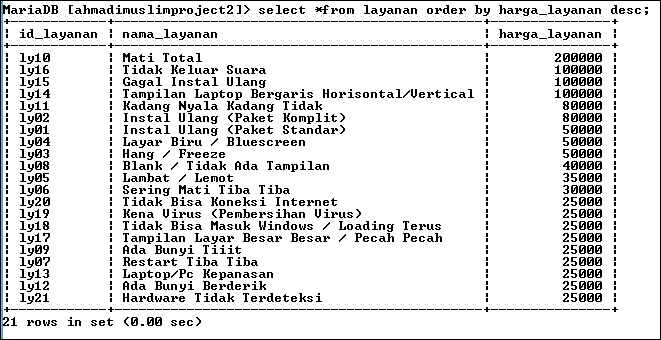 MariaDB [ahmadimuslimproject2]> select *from layanan order by harga_layanan desc;
id_layanan | nama_layanan | harga_layanan
ly10 | Mati Total | 200000
ly16 | Tidak Keluar Suara | 100000
ly15 | Gagal Instal Ulang | 100000
ly14 | Tampilan Laptop Bergaris Horisontal/Vertical | 100000
ly11 | Kadang Nyala Kadang Tidak | 80000
ly02 | Instal Ulang (Paket Komplit) | 80000
ly01 | Instal Ulang (Paket Standar) | 50000
ly04 | Layar Biru / Bluescreen | 50000
ly03 | Hang / Freeze | 50000
ly08 | Blank / Tidak Ada Tampilan | 40000
ly05 | Lambat / Lemot | 35000
ly06 | Sering Mati Tiba Tiba | 30000
ly20 | Tidak Bisa Koneksi Internet | 25000
ly19 | Kena Virus (Pembersihan Virus) | 25000
ly18 | Tidak Bisa Masuk Windows / Loading Terus | 25000
ly17 | Tampilan Layar Besar Besar / Pecah Pecah | 25000
ly09 | Ada Bunyi Tiiit | 25000
ly07 | Restart Tiba Tiba | 25000
ly13 | Laptop/Pc Kepanasan | 25000
ly12 | Ada Bunyi Berderik | 25000
ly21 | Hardware Tidak Terdeteksi | 25000
21 rows in set (0.00 sec)